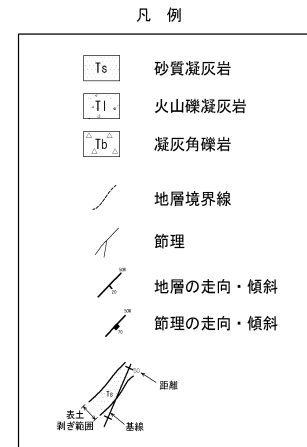 凡 例
Ts 砂質凝灰岩
Tl 火山礫凝灰岩
Tb 凝灰角礫岩
地層境界線
節理
地層の走向・傾斜
節理の走向・傾斜
距離
Ts
表土
剥ぎ範囲
基線